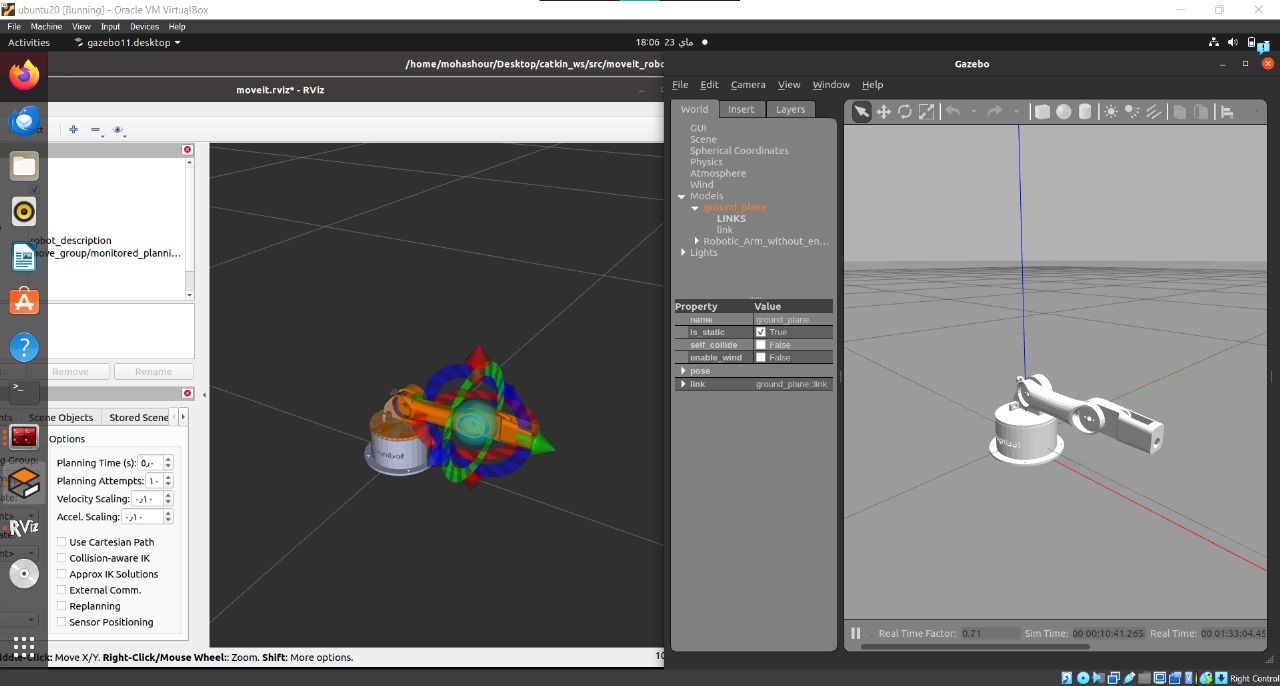 ubuntu20 [Running] - Oracle VM VirtualBox
File Machine View Input Devices Help
Activities gazebo11.desktop 18:06 23 ماي
/home/mohashour/Desktop/catkin_ws/src/moveit_robo
moveit.rviz* - RViz
robot_description
move_group/monitored_planni...
Remove Rename
Scene Objects Stored Scene
Options
Planning Time (s): ٥٫٠
Planning Attempts: ١٠
Velocity Scaling: ٠٫١٠
Accel. Scaling: ٠٫١٠
Use Cartesian Path
Collision-aware IK
Approx IK Solutions
External Comm.
Replanning
Sensor Positioning
Click: Move X/Y. Right-Click/Mouse Wheel:: Zoom. Shift: More options.
10
RViz
Gazebo
File Edit Camera View Window Help
World Insert Layers
GUI
Scene
Spherical Coordinates
Physics
Atmosphere
Wind
Models
ground_plane
LINKS
link
Robotic_Arm_without_en...
Lights
Property Value
name ground_plane
is_static True
self_collide False
enable_wind False
pose
link ground_plane::link
Real Time Factor: 0.71 Sim Time: 00 00:10:41.265 Real Time: 00 01:33:04.45
Right Control